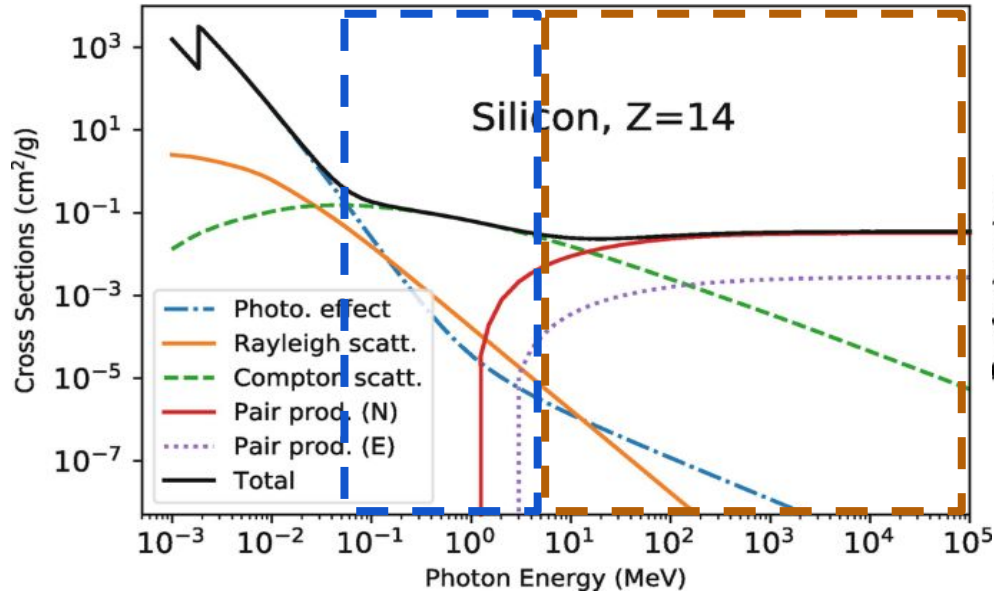 Silicon, Z=14
Cross Sections (cm²/g)
10³
10¹
10⁻¹
10⁻³
10⁻⁵
10⁻⁷
Photo. effect
Rayleigh scatt.
Compton scatt.
Pair prod. (N)
Pair prod. (E)
Total
10⁻³ 10⁻² 10⁻¹ 10⁰ 10¹ 10² 10³ 10⁴ 10⁵
Photon Energy (MeV)